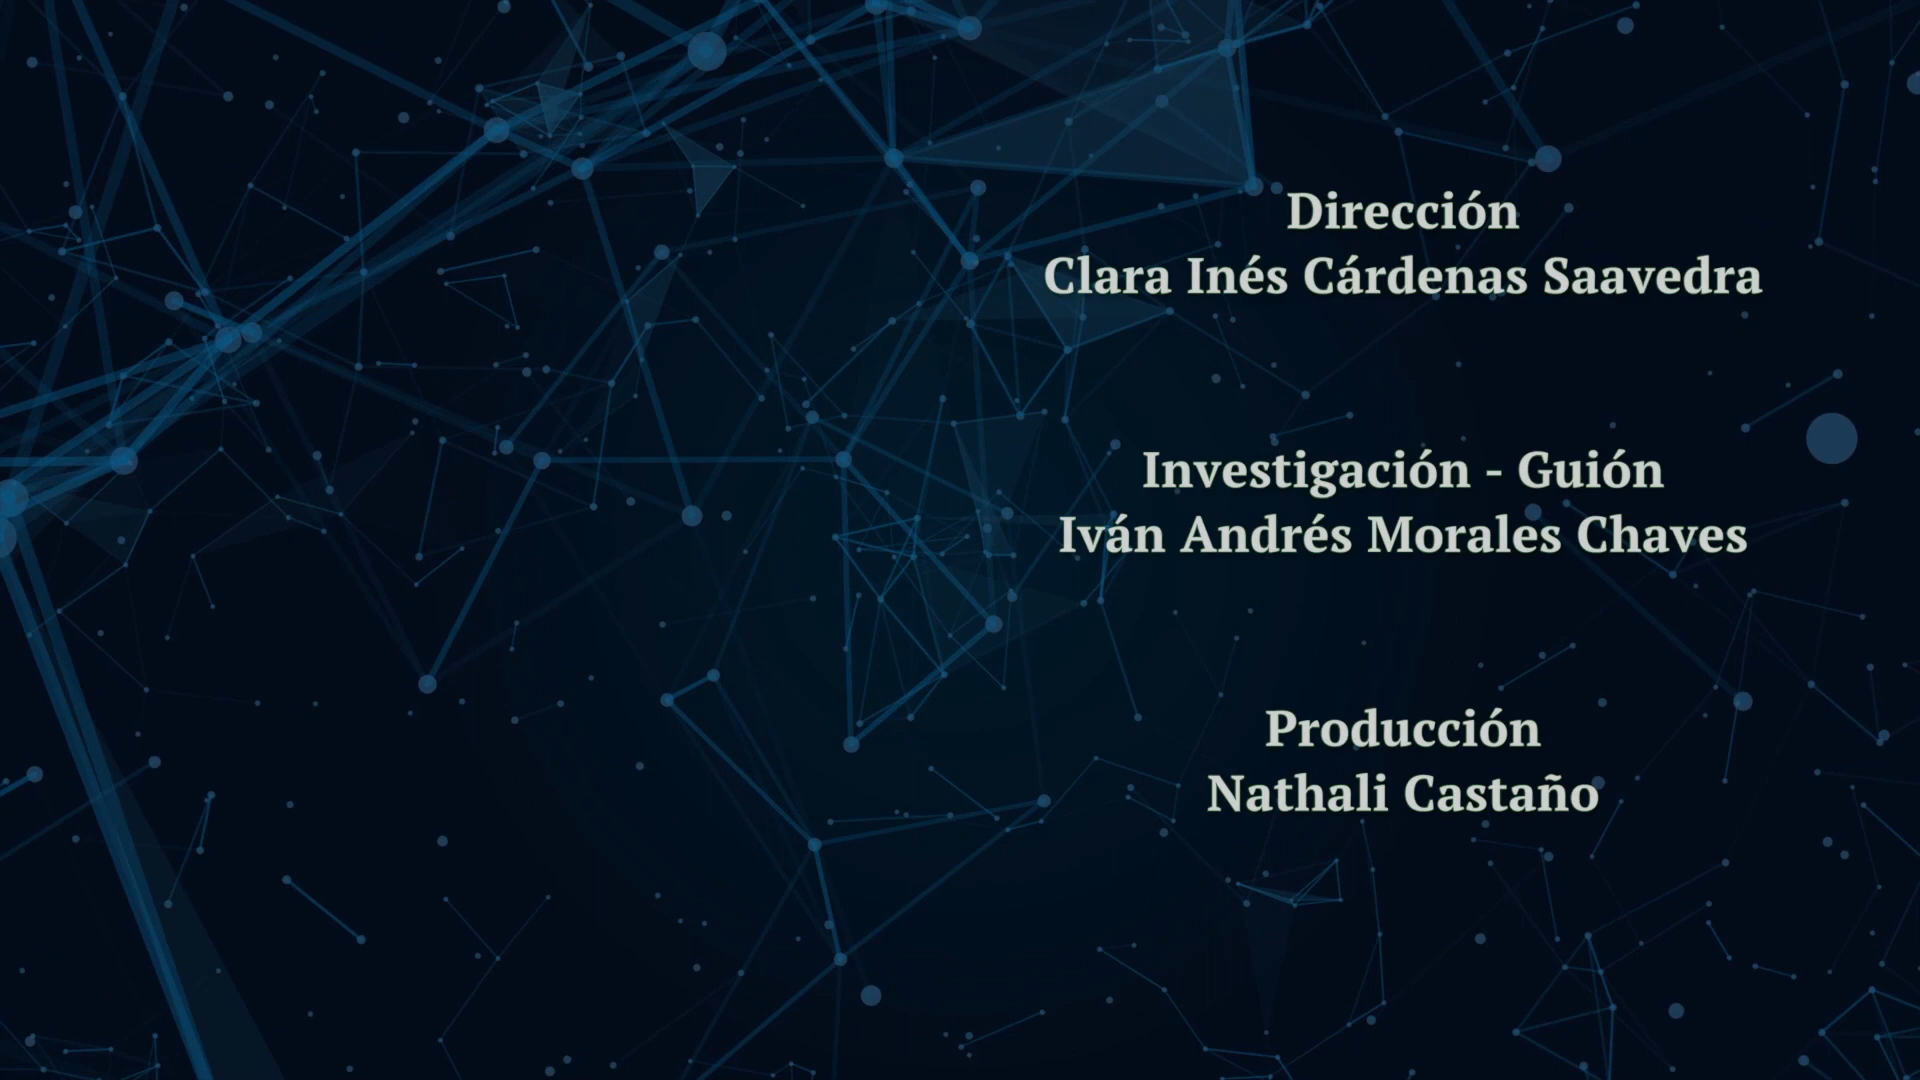 Dirección
Clara Inés Cárdenas Saavedra
Investigación - Guión
Iván Andrés Morales Chaves
Producción
Nathali Castaño